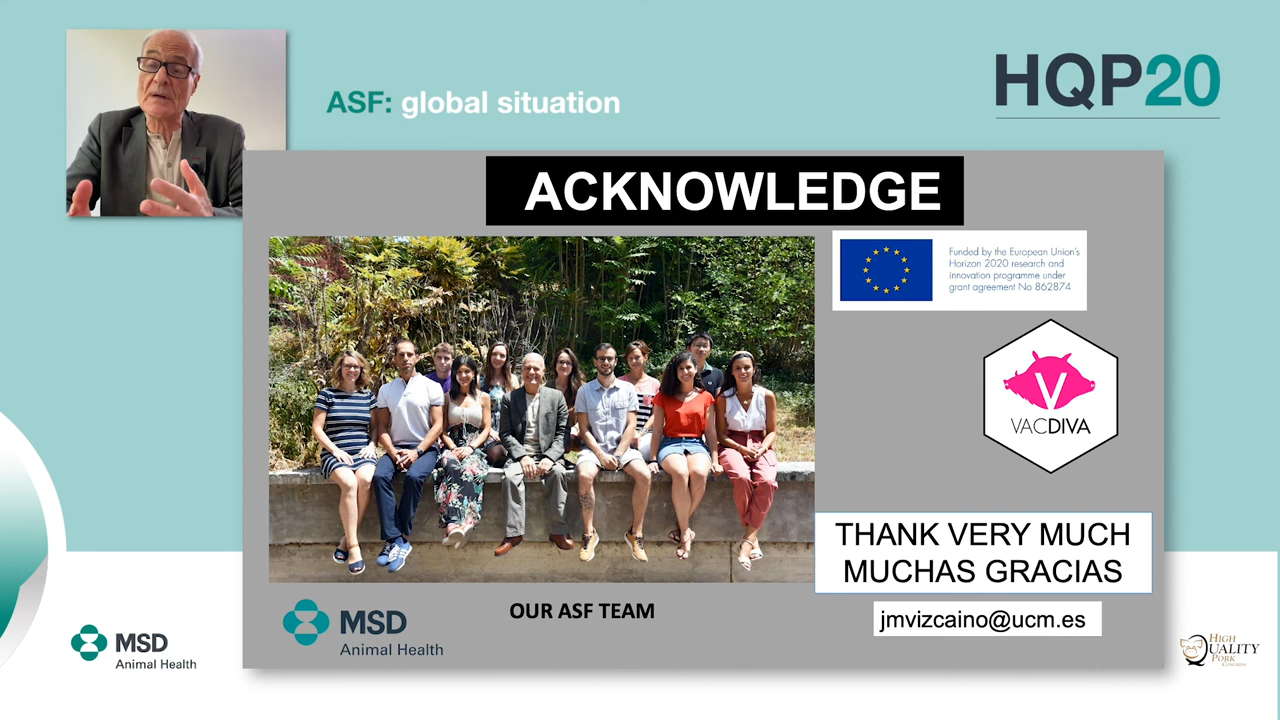 ASF: global situation
HQP20
ACKNOWLEDGE
Funded by the European Union's
Horizon 2020 research and
innovation programme under
grant agreement No 862874
V
VACDIVA
THANK VERY MUCH
MUCHAS GRACIAS
OUR ASF TEAM
jmvizcaino@ucm.es
MSD
Animal Health
MSD
Animal Health
HIGH
QUALITY
PORK
CONGRESS